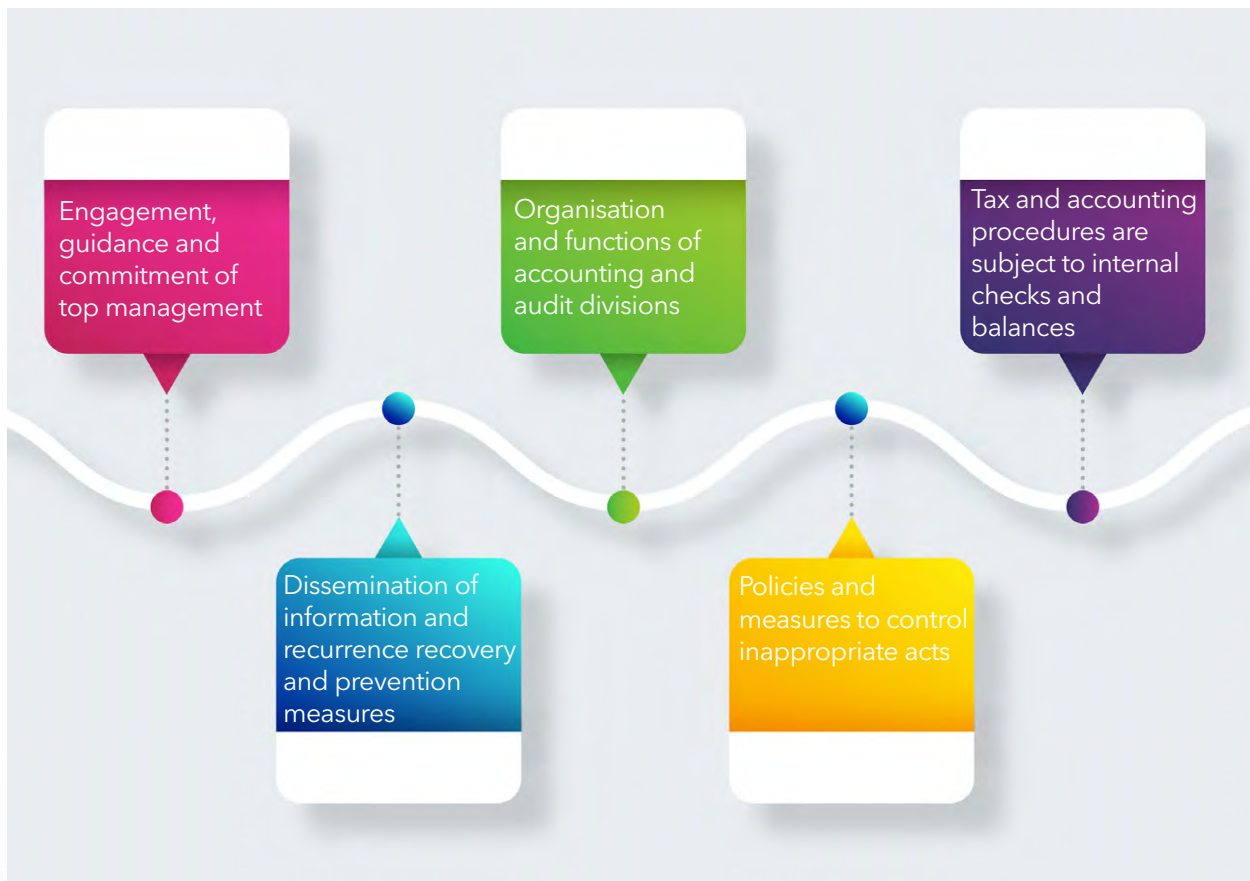 Engagement,
guidance and
commitment of
top management
Dissemination of
information and
recurrence recovery
and prevention
measures
Organisation
and functions of
accounting and
audit divisions
Policies and
measures to control
inappropriate acts
Tax and accounting
procedures are
subject to internal
checks and
balances